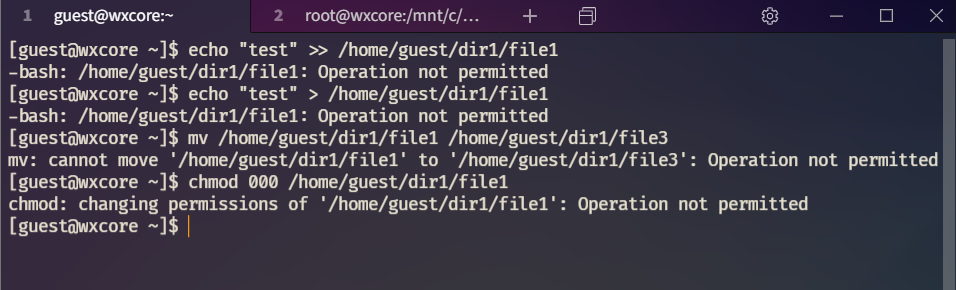 1 guest@wxcore:~ 2 root@wxcore:/mnt/c/...
[guest@wxcore ~]$ echo "test" >> /home/guest/dir1/file1
-bash: /home/guest/dir1/file1: Operation not permitted
[guest@wxcore ~]$ echo "test" > /home/guest/dir1/file1
-bash: /home/guest/dir1/file1: Operation not permitted
[guest@wxcore ~]$ mv /home/guest/dir1/file1 /home/guest/dir1/file3
mv: cannot move '/home/guest/dir1/file1' to '/home/guest/dir1/file3': Operation not permitted
[guest@wxcore ~]$ chmod 000 /home/guest/dir1/file1
chmod: changing permissions of '/home/guest/dir1/file1': Operation not permitted
[guest@wxcore ~]$